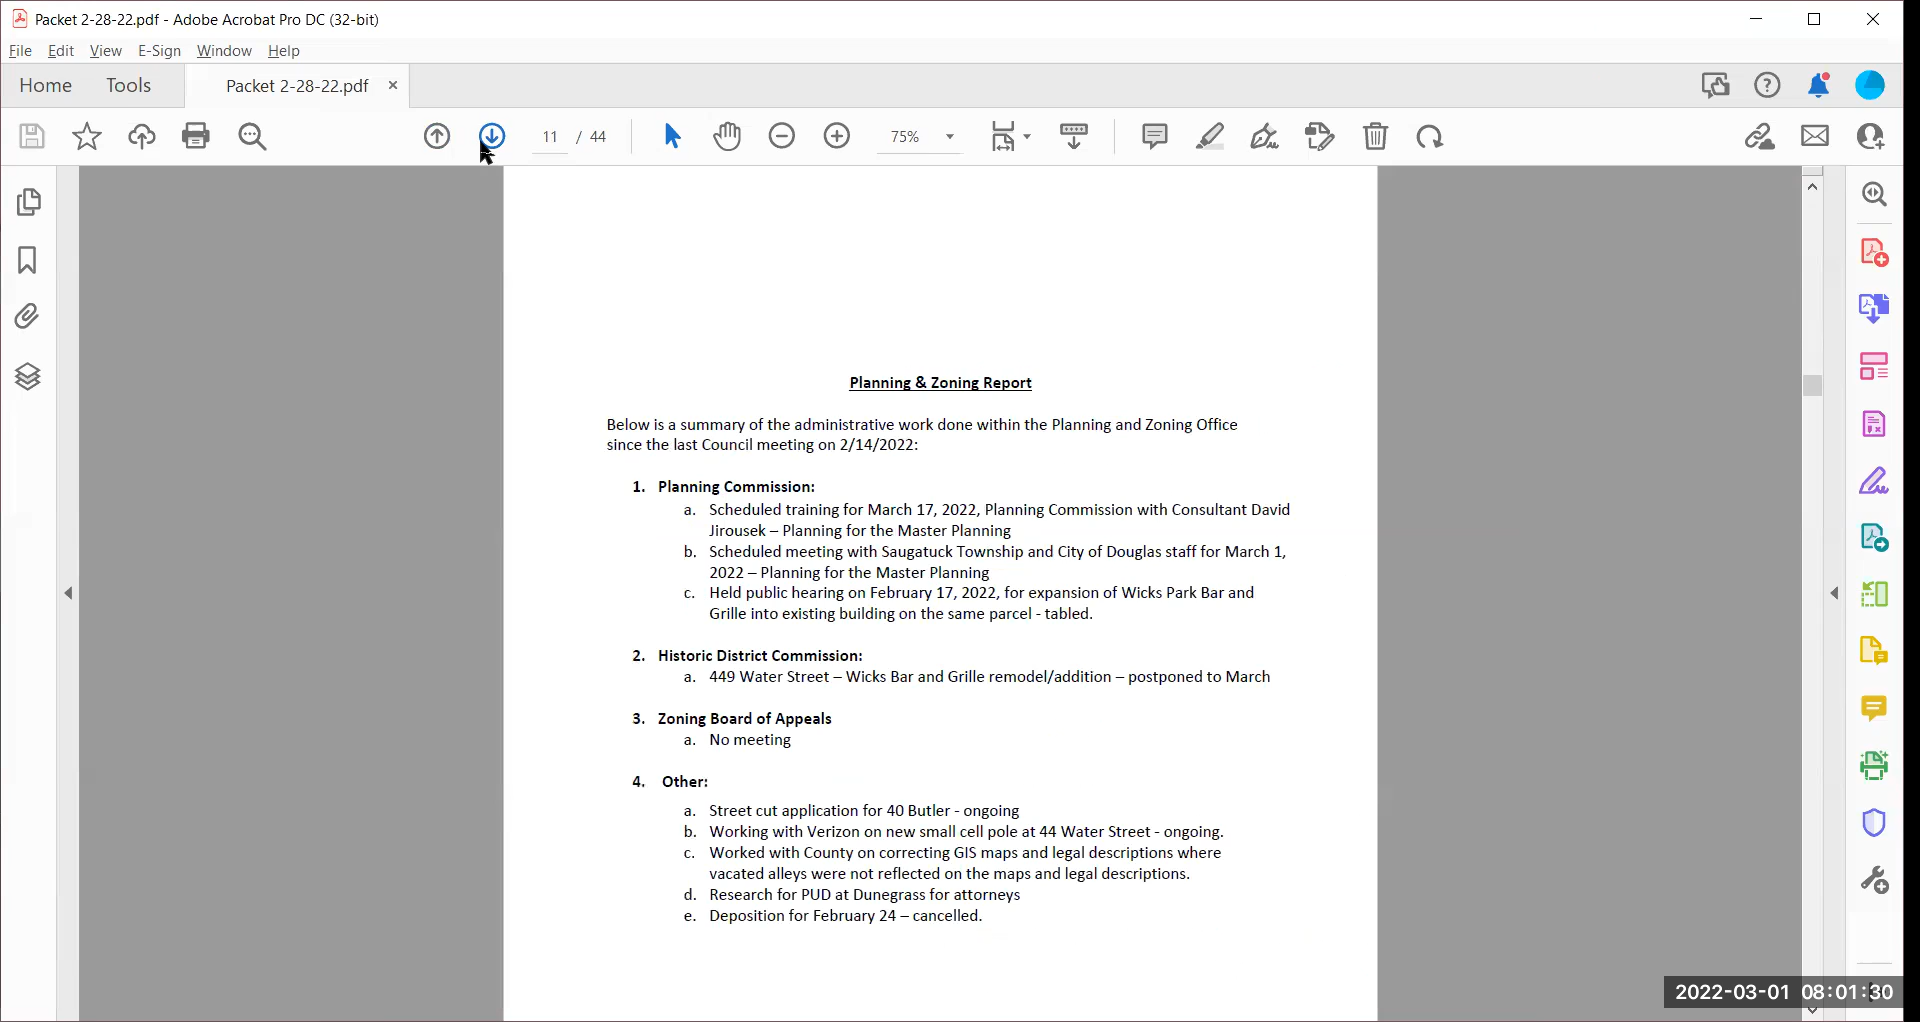 Packet 2-28-22.pdf - Adobe Acrobat Pro DC (32-bit)
File Edit View E-Sign Window Help
Home Tools Packet 2-28-22.pdf ×
11 / 44 75%
Planning & Zoning Report
Below is a summary of the administrative work done within the Planning and Zoning Office
since the last Council meeting on 2/14/2022:
1. Planning Commission:
a. Scheduled training for March 17, 2022, Planning Commission with Consultant David
Jirousek – Planning for the Master Planning
b. Scheduled meeting with Saugatuck Township and City of Douglas staff for March 1,
2022 – Planning for the Master Planning
c. Held public hearing on February 17, 2022, for expansion of Wicks Park Bar and
Grille into existing building on the same parcel - tabled.
2. Historic District Commission:
a. 449 Water Street – Wicks Bar and Grille remodel/addition – postponed to March
3. Zoning Board of Appeals
a. No meeting
4. Other:
a. Street cut application for 40 Butler - ongoing
b. Working with Verizon on new small cell pole at 44 Water Street - ongoing.
c. Worked with County on correcting GIS maps and legal descriptions where
vacated alleys were not reflected on the maps and legal descriptions.
d. Research for PUD at Dunegrass for attorneys
e. Deposition for February 24 – cancelled.
2022-03-01 08:01:30